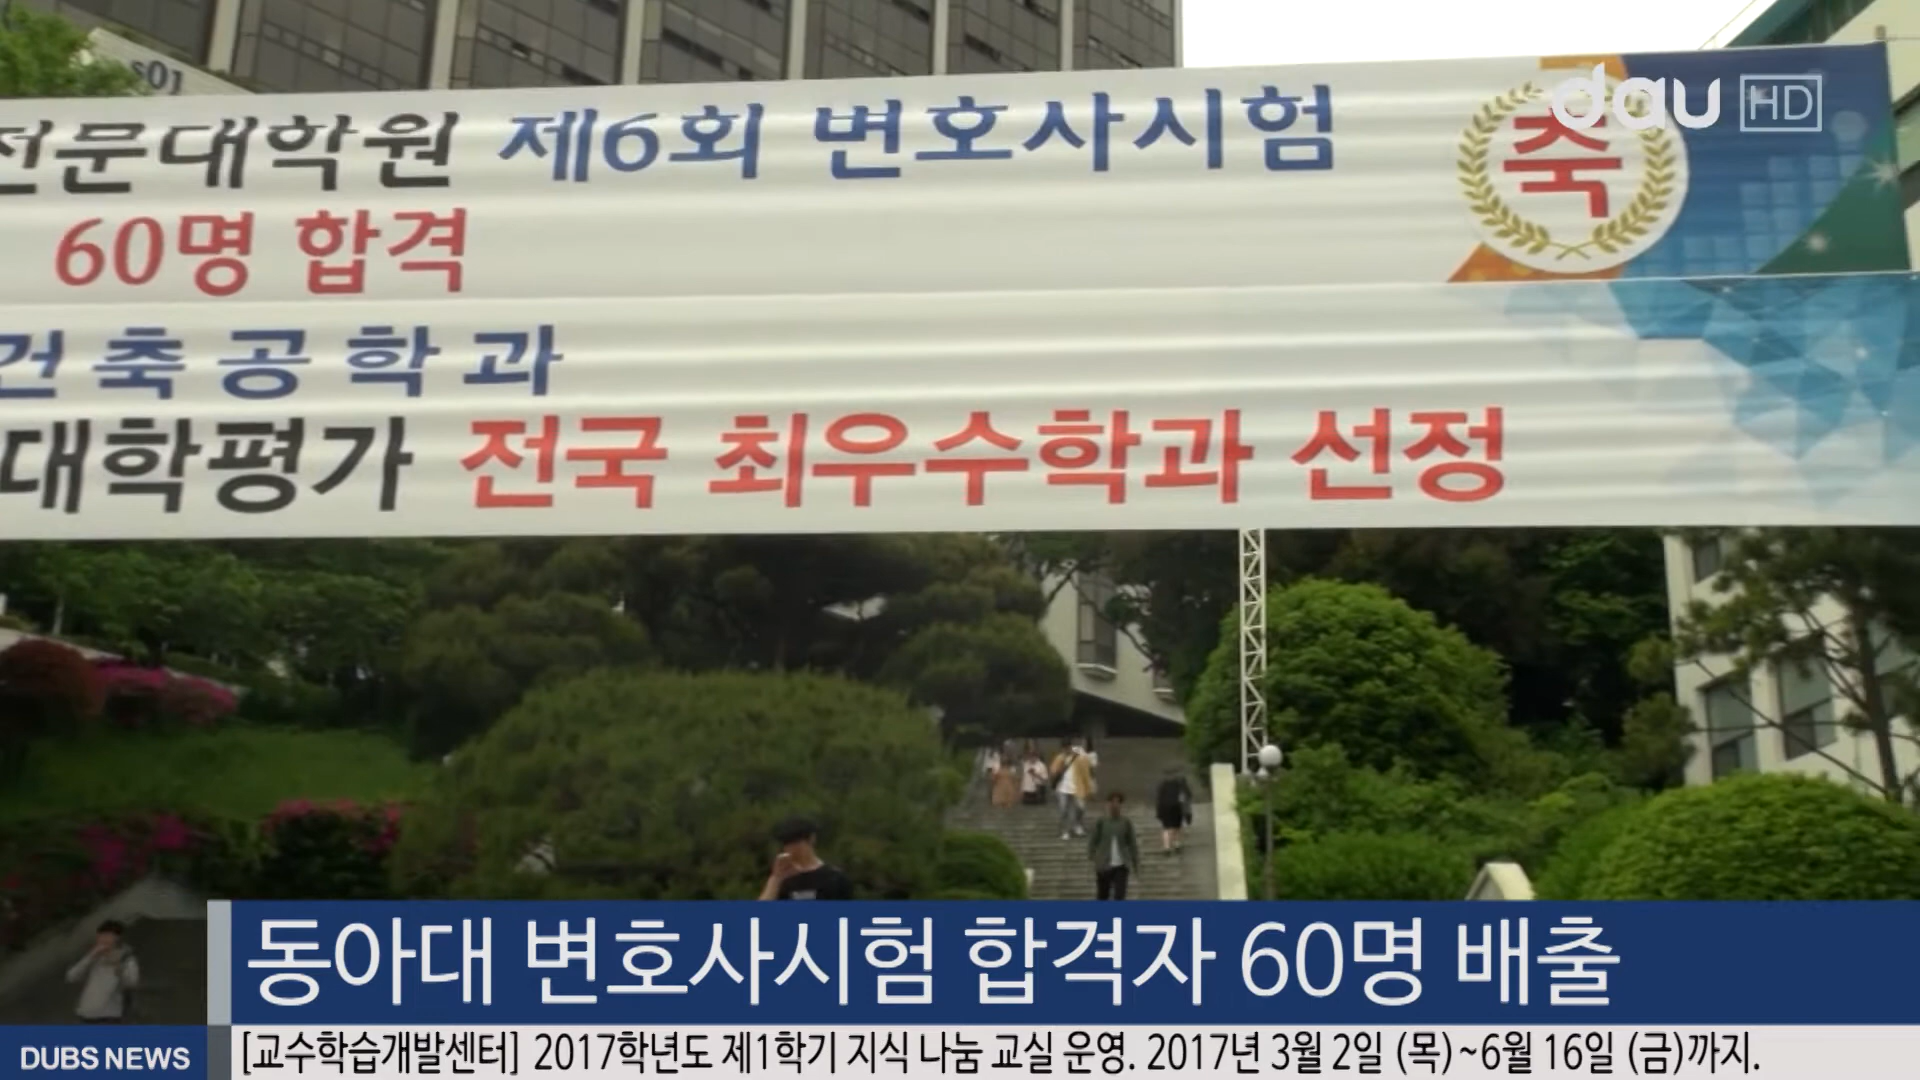 dau HD
전문대학원 제6회 변호사시험
축
60명 합격
건축공학과
대학평가 전국 최우수학과 선정
동아대 변호사시험 합격자 60명 배출
DUBS NEWS
[교수학습개발센터] 2017학년도 제1학기 지식 나눔 교실 운영. 2017년 3월 2일 (목)~6월 16일 (금)까지.